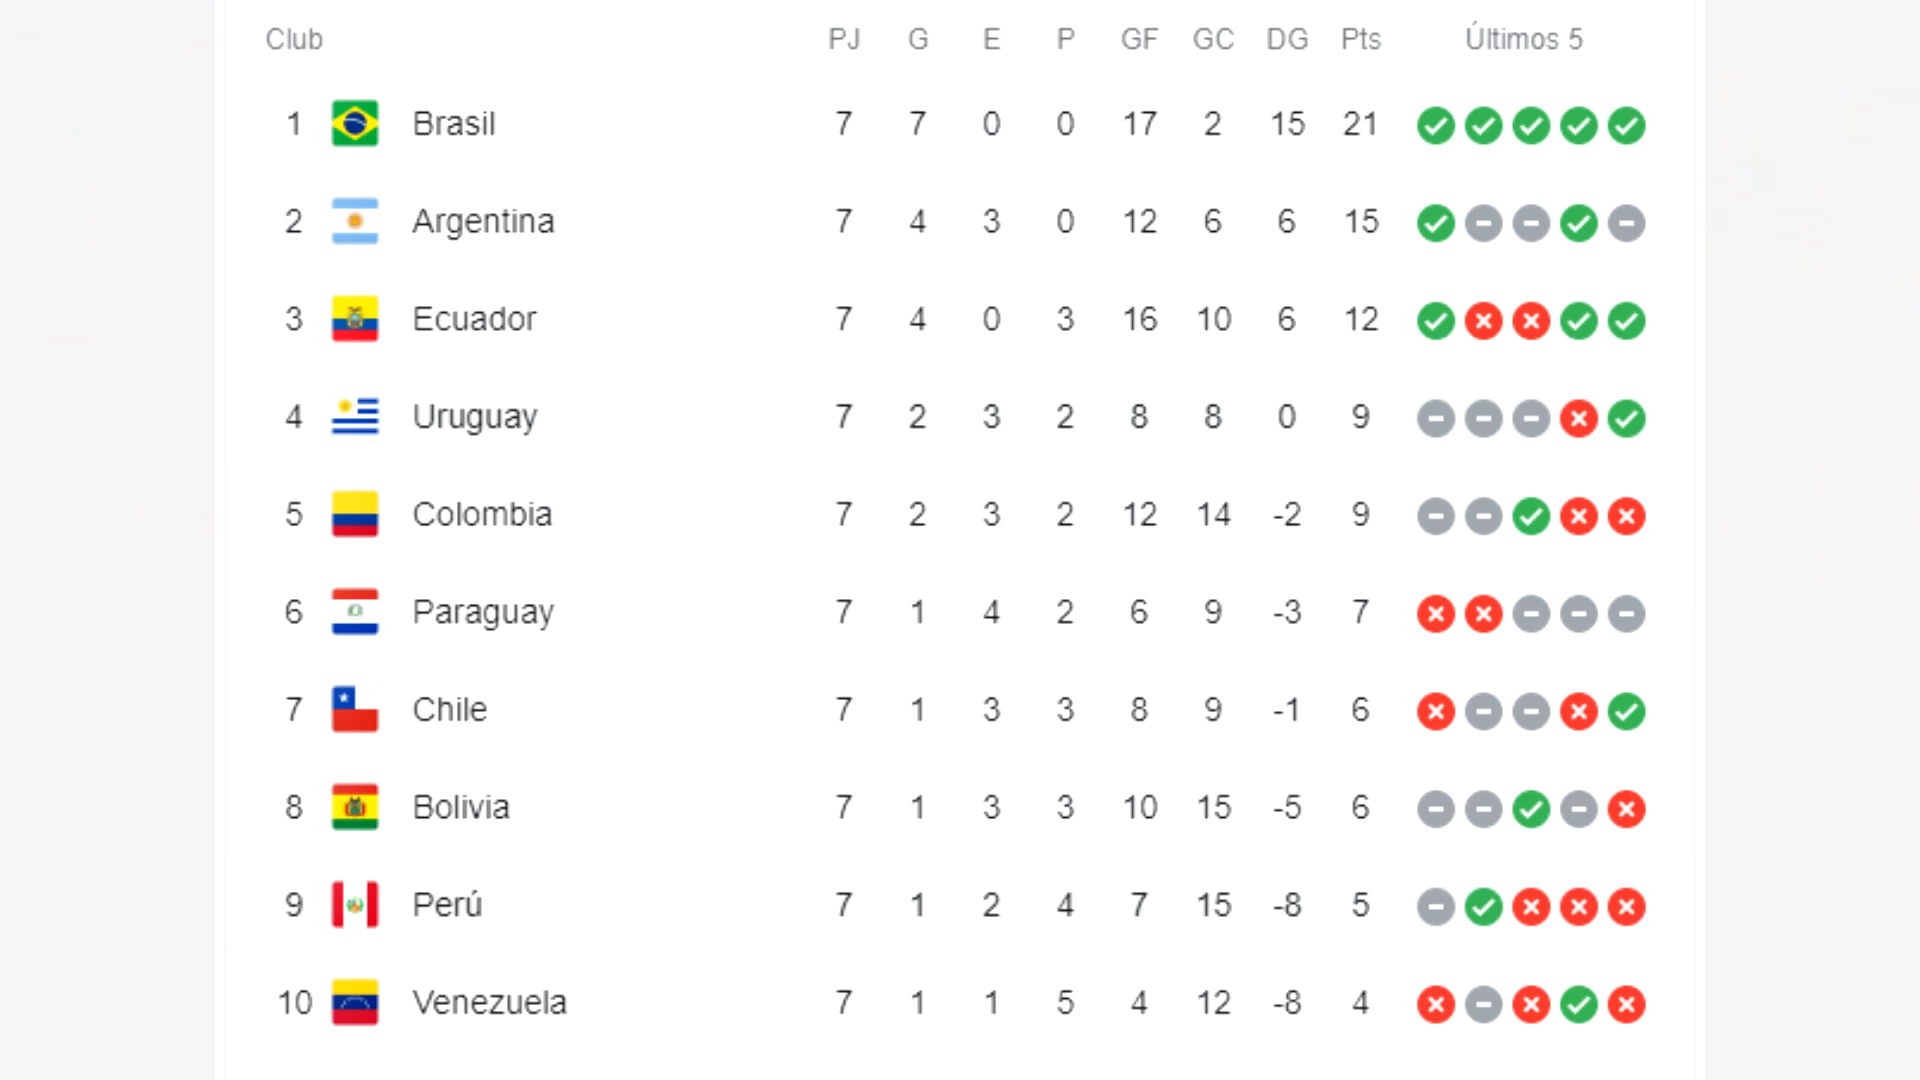 Club PJ G E P GF GC DG Pts Últimos 5
1 Brasil 7 7 0 0 17 2 15 21
2 Argentina 7 4 3 0 12 6 6 15
3 Ecuador 7 4 0 3 16 10 6 12
4 Uruguay 7 2 3 2 8 8 0 9
5 Colombia 7 2 3 2 12 14 -2 9
6 Paraguay 7 1 4 2 6 9 -3 7
7 Chile 7 1 3 3 8 9 -1 6
8 Bolivia 7 1 3 3 10 15 -5 6
9 Perú 7 1 2 4 7 15 -8 5
10 Venezuela 7 1 1 5 4 12 -8 4